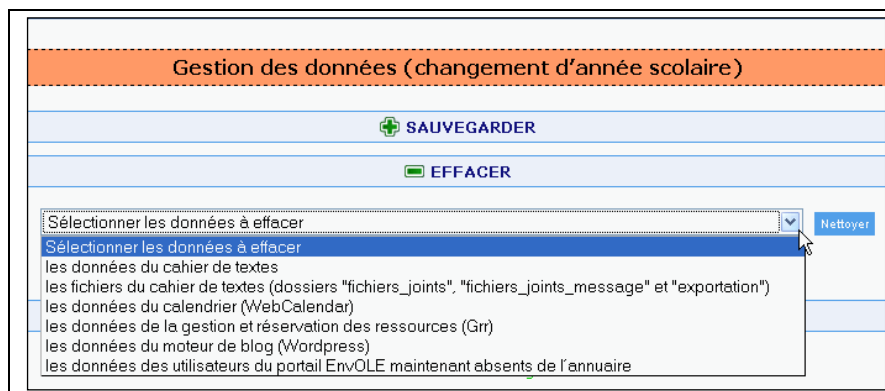 Gestion des données (changement d'année scolaire)
SAUVEGARDER
EFFACER
Sélectionner les données à effacer
Nettoyer
Sélectionner les données à effacer
les données du cahier de textes
les fichiers du cahier de textes (dossiers "fichiers_joints", "fichiers_joints_message" et "exportation")
les données du calendrier (WebCalendar)
les données de la gestion et réservation des ressources (Grr)
les données du moteur de blog (Wordpress)
les données des utilisateurs du portail EnvOLE maintenant absents de l'annuaire